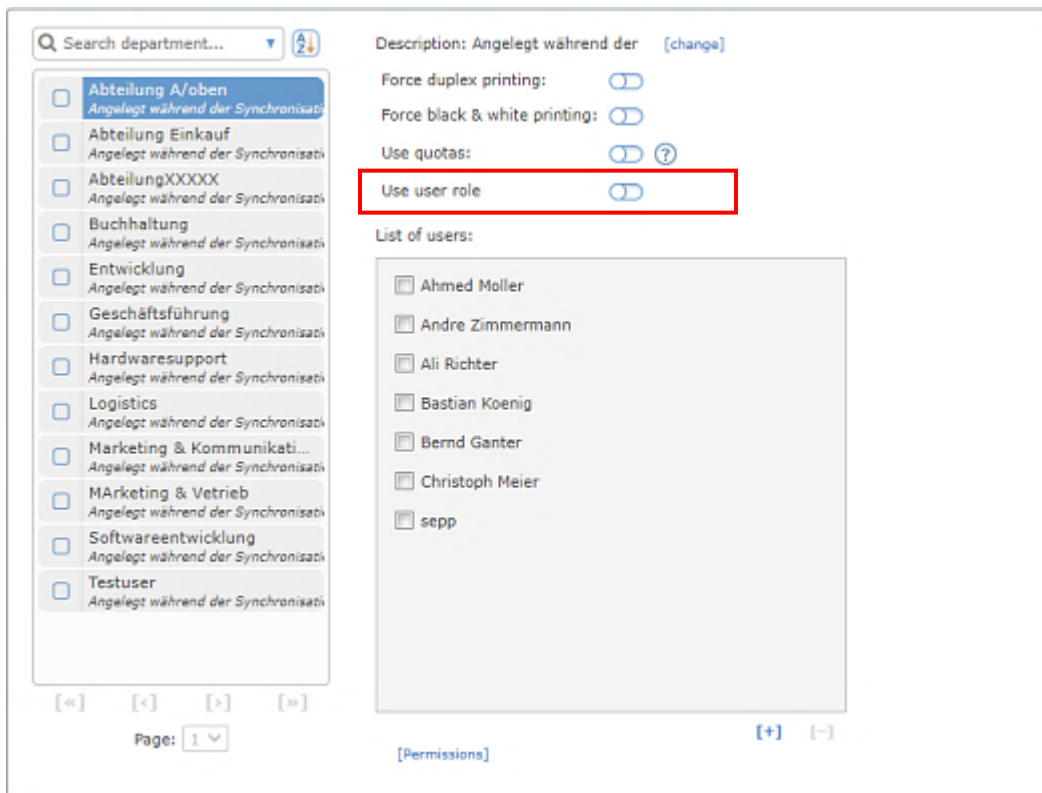 Search department...
Abteilung A/oben
Angelegt während der Synchronisati
Abteilung Einkauf
Angelegt während der Synchronisati
AbteilungXXXXX
Angelegt während der Synchronisati
Buchhaltung
Angelegt während der Synchronisati
Entwicklung
Angelegt während der Synchronisati
Geschäftsführung
Angelegt während der Synchronisati
Hardwaresupport
Angelegt während der Synchronisati
Logistics
Angelegt während der Synchronisati
Marketing & Kommunikati...
Angelegt während der Synchronisati
MArketing & Vetrieb
Angelegt während der Synchronisati
Softwareentwicklung
Angelegt während der Synchronisati
Testuser
Angelegt während der Synchronisati
[«] [‹] [›] [»]
Page: 1
Description: Angelegt während der [change]
Force duplex printing:
Force black & white printing:
Use quotas: ?
Use user role
List of users:
Ahmed Moller
Andre Zimmermann
Ali Richter
Bastian Koenig
Bernd Ganter
Christoph Meier
sepp
[+] [-]
[Permissions]